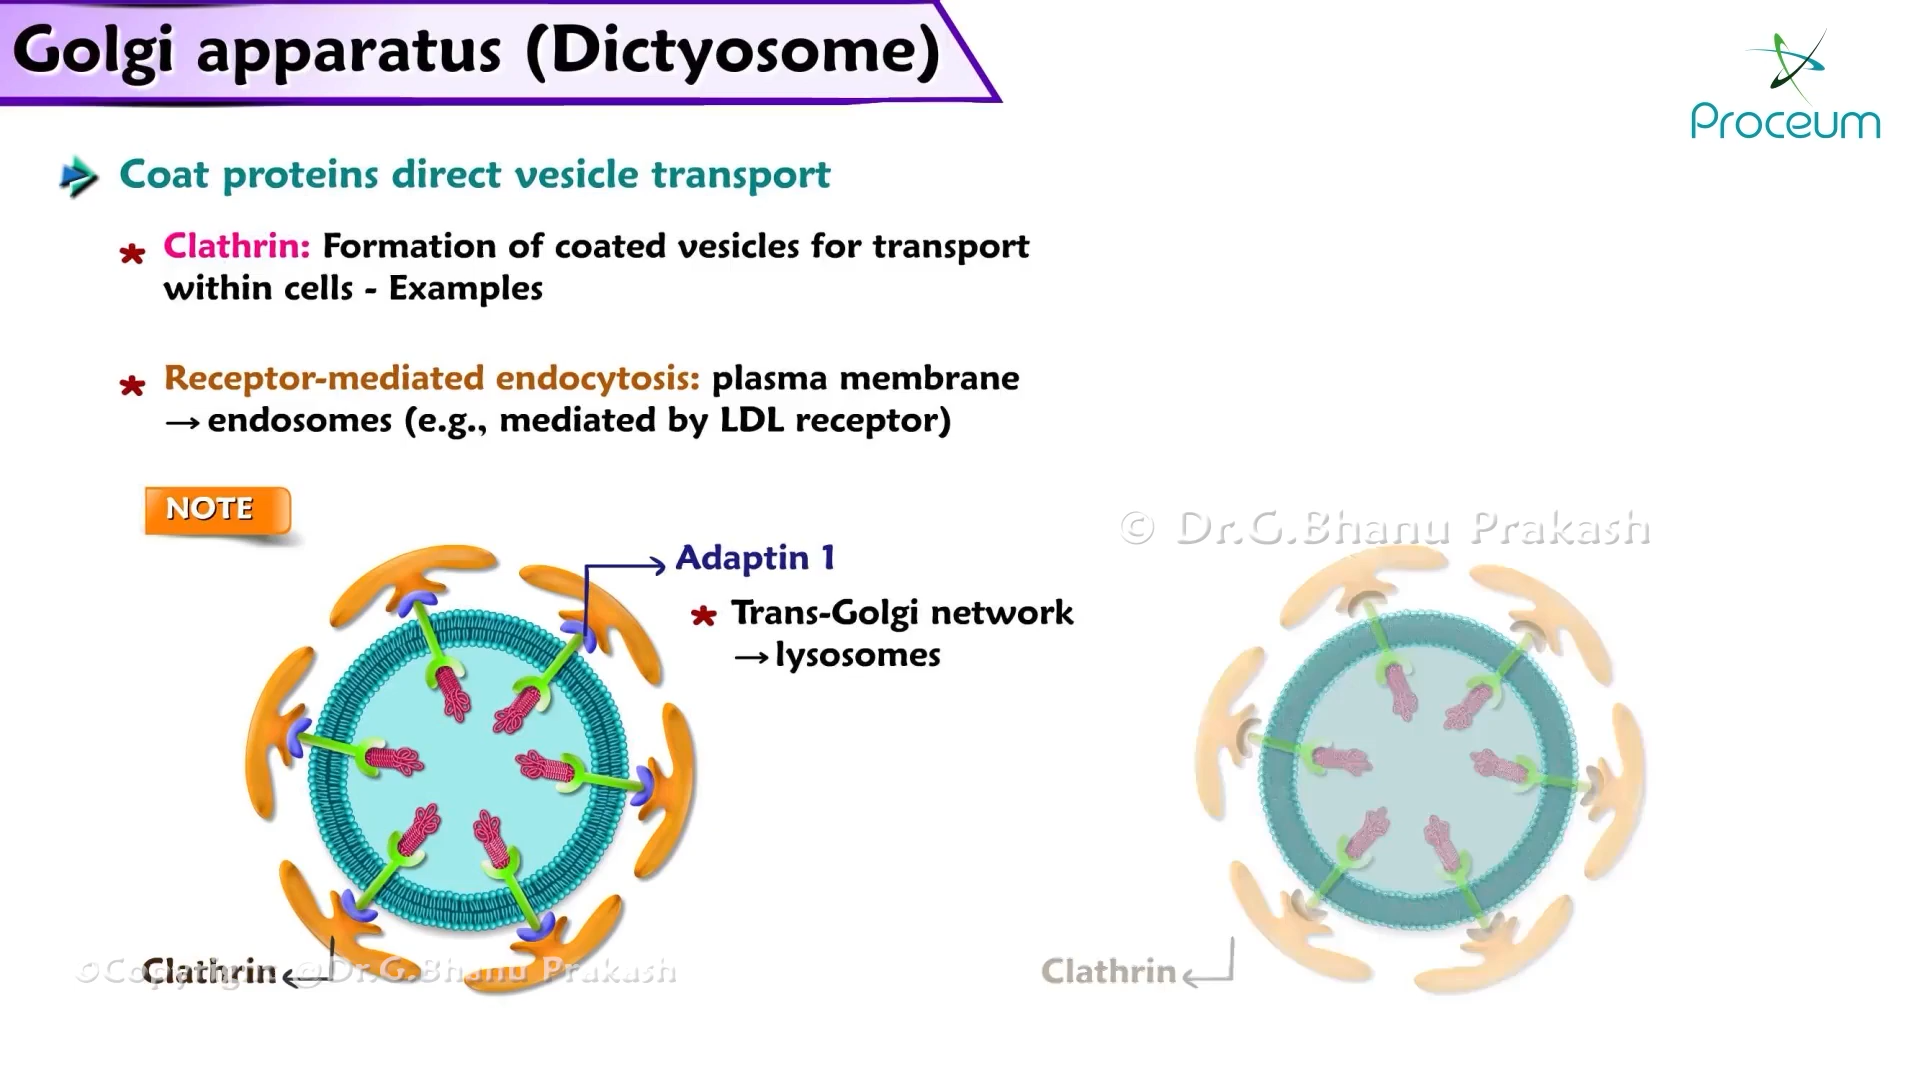 Golgi apparatus (Dictyosome)
Proceum
Coat proteins direct vesicle transport
* Clathrin: Formation of coated vesicles for transport
within cells - Examples
* Receptor-mediated endocytosis: plasma membrane
→ endosomes (e.g., mediated by LDL receptor)
NOTE
© Dr.G.Bhanu Prakash
Adaptin 1
* Trans-Golgi network
→ lysosomes
Clathrin
©Copyright @Dr.G.Bhanu Prakash
Clathrin